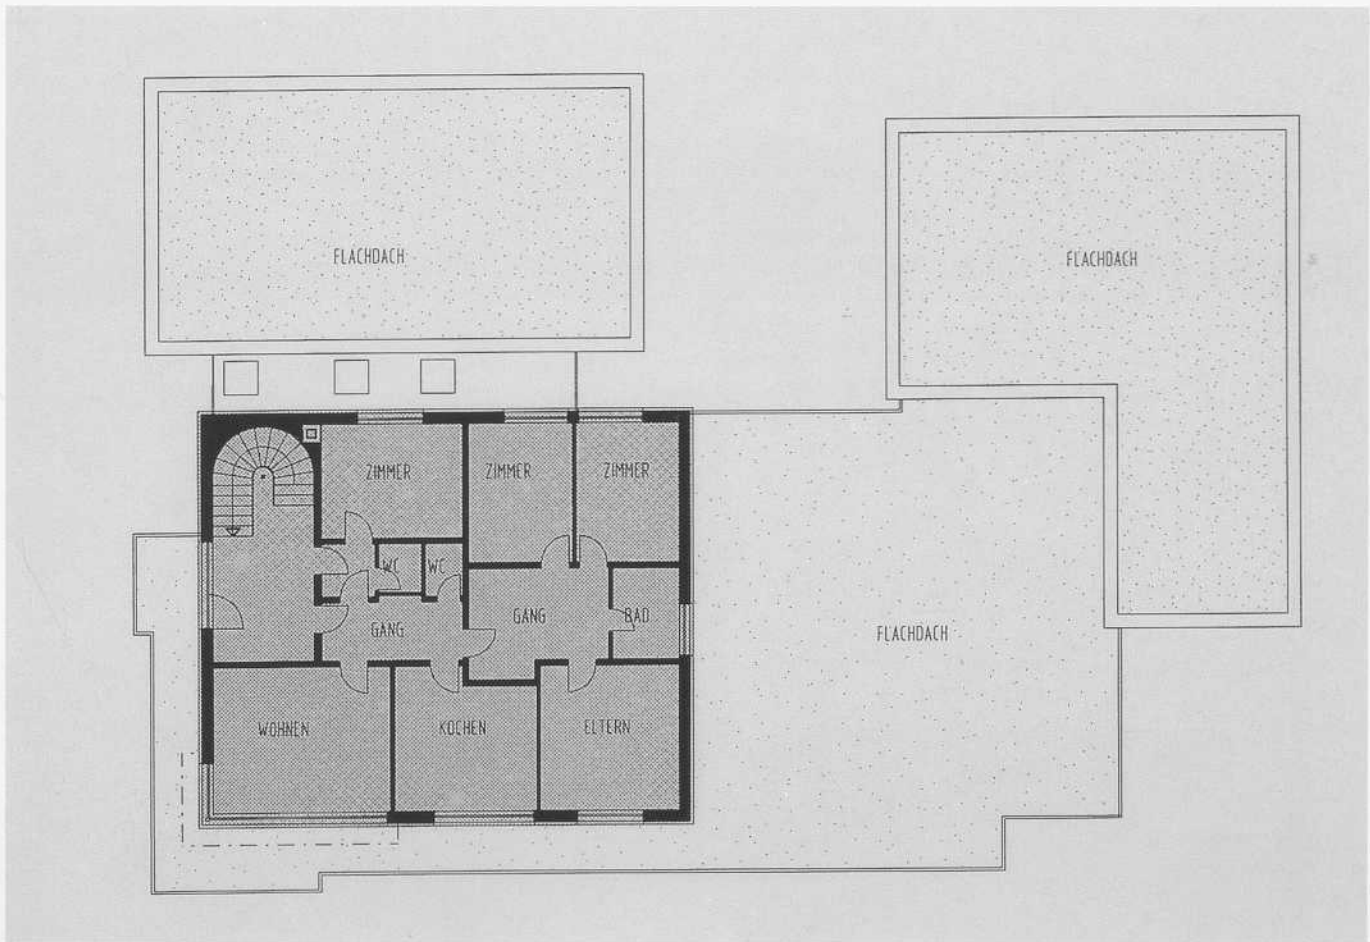 FLACHDACH
FLACHDACH
ZIMMER
ZIMMER
ZIMMER
WC
WC
GANG
GANG
BAD
FLACHDACH
WOHNEN
KOCHEN
ELTERN